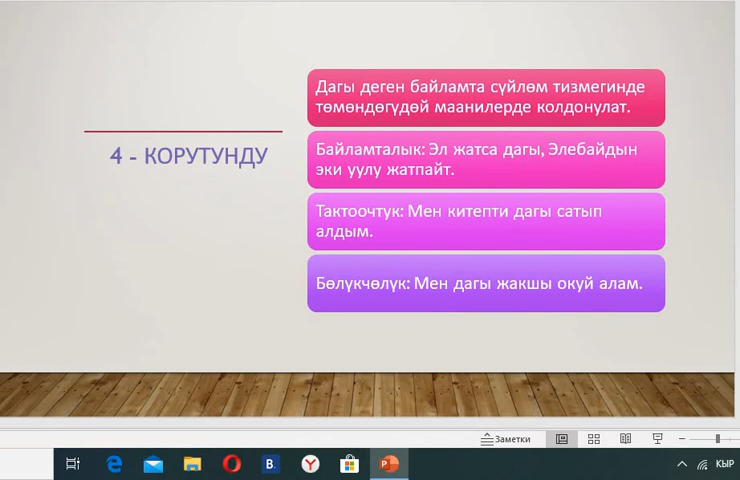 4 - КОРУТУНДУ
Дагы деген байламта сүйлөм тизмегинде
төмөндөгүдөй маанилерде колдонулат.
Байламталык: Эл жатса дагы, Элебайдын
эки уулу жатпайт.
Тактоочтук: Мен китепти дагы сатып
алдым.
Бөлүкчөлүк: Мен дагы жакшы окуй алам.
Заметки
B.
КЫР